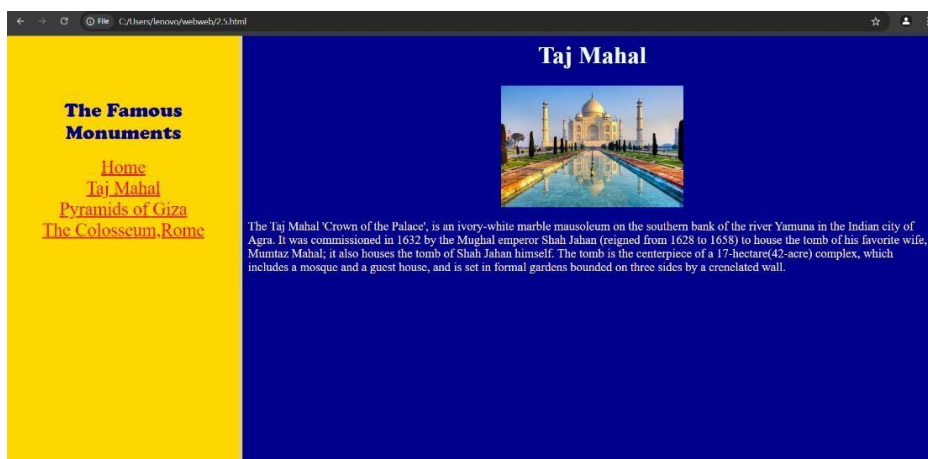 File C:/Users/lenovo/webweb/2.5.html
The Famous
Monuments
Home
Taj Mahal
Pyramids of Giza
The Colosseum,Rome
Taj Mahal
The Taj Mahal 'Crown of the Palace', is an ivory-white marble mausoleum on the southern bank of the river Yamuna in the Indian city of
Agra. It was commissioned in 1632 by the Mughal emperor Shah Jahan (reigned from 1628 to 1658) to house the tomb of his favorite wife,
Mumtaz Mahal; it also houses the tomb of Shah Jahan himself. The tomb is the centerpiece of a 17-hectare(42-acre) complex, which
includes a mosque and a guest house, and is set in formal gardens bounded on three sides by a crenelated wall.